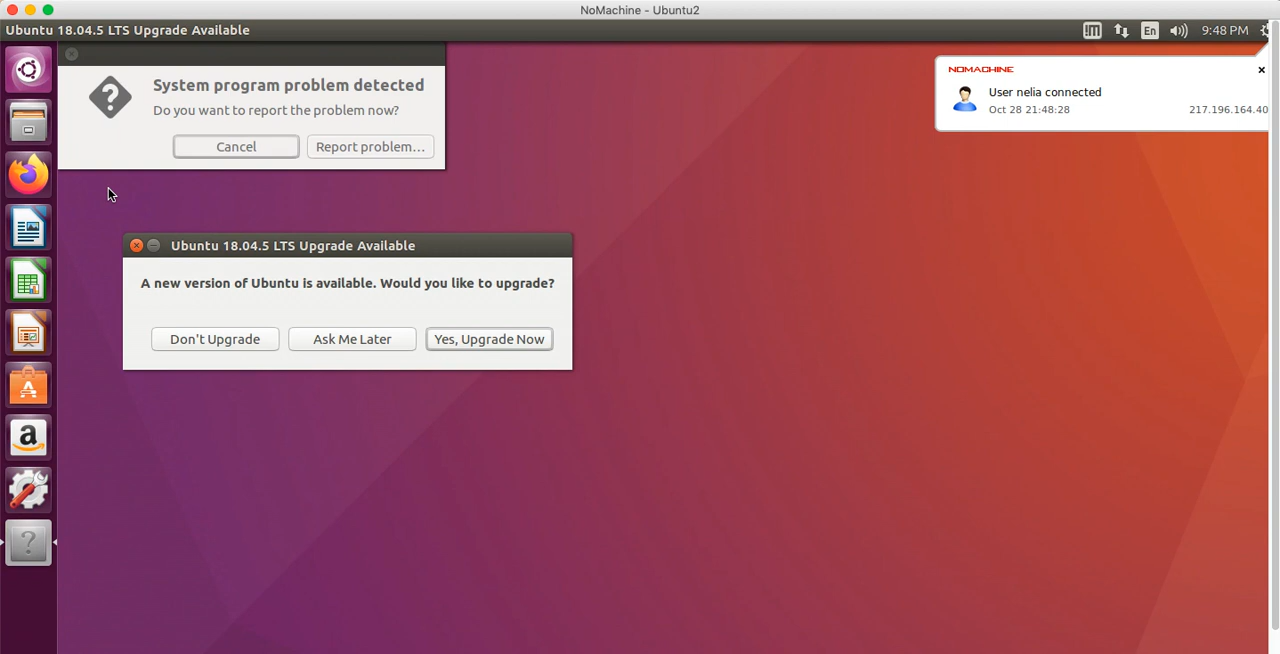 NoMachine - Ubuntu2
Ubuntu 18.04.5 LTS Upgrade Available
En
9:48 PM
System program problem detected
Do you want to report the problem now?
Cancel
Report problem…
NOMACHINE
User nelia connected
Oct 28 21:48:28
217.196.164.40
Ubuntu 18.04.5 LTS Upgrade Available
A new version of Ubuntu is available. Would you like to upgrade?
Don't Upgrade
Ask Me Later
Yes, Upgrade Now